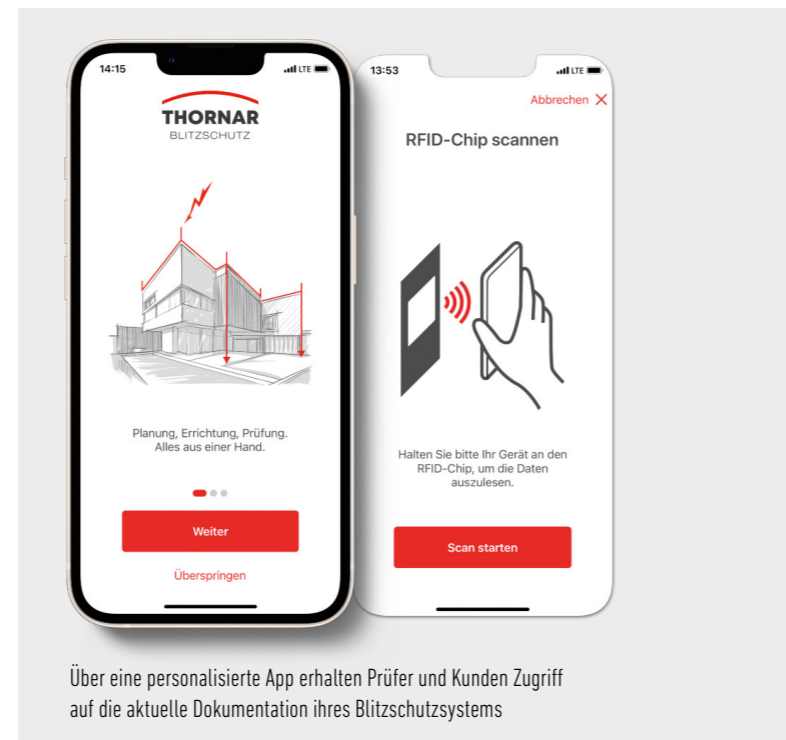 14:15
LTE
THORNAR
BLITZSCHUTZ
Planung, Errichtung, Prüfung.
Alles aus einer Hand.
Weiter
Überspringen
13:53
LTE
Abbrechen
RFID-Chip scannen
Halten Sie bitte Ihr Gerät an den
RFID-Chip, um die Daten
auszulesen.
Scan starten
Über eine personalisierte App erhalten Prüfer und Kunden Zugriff
auf die aktuelle Dokumentation ihres Blitzschutzsystems